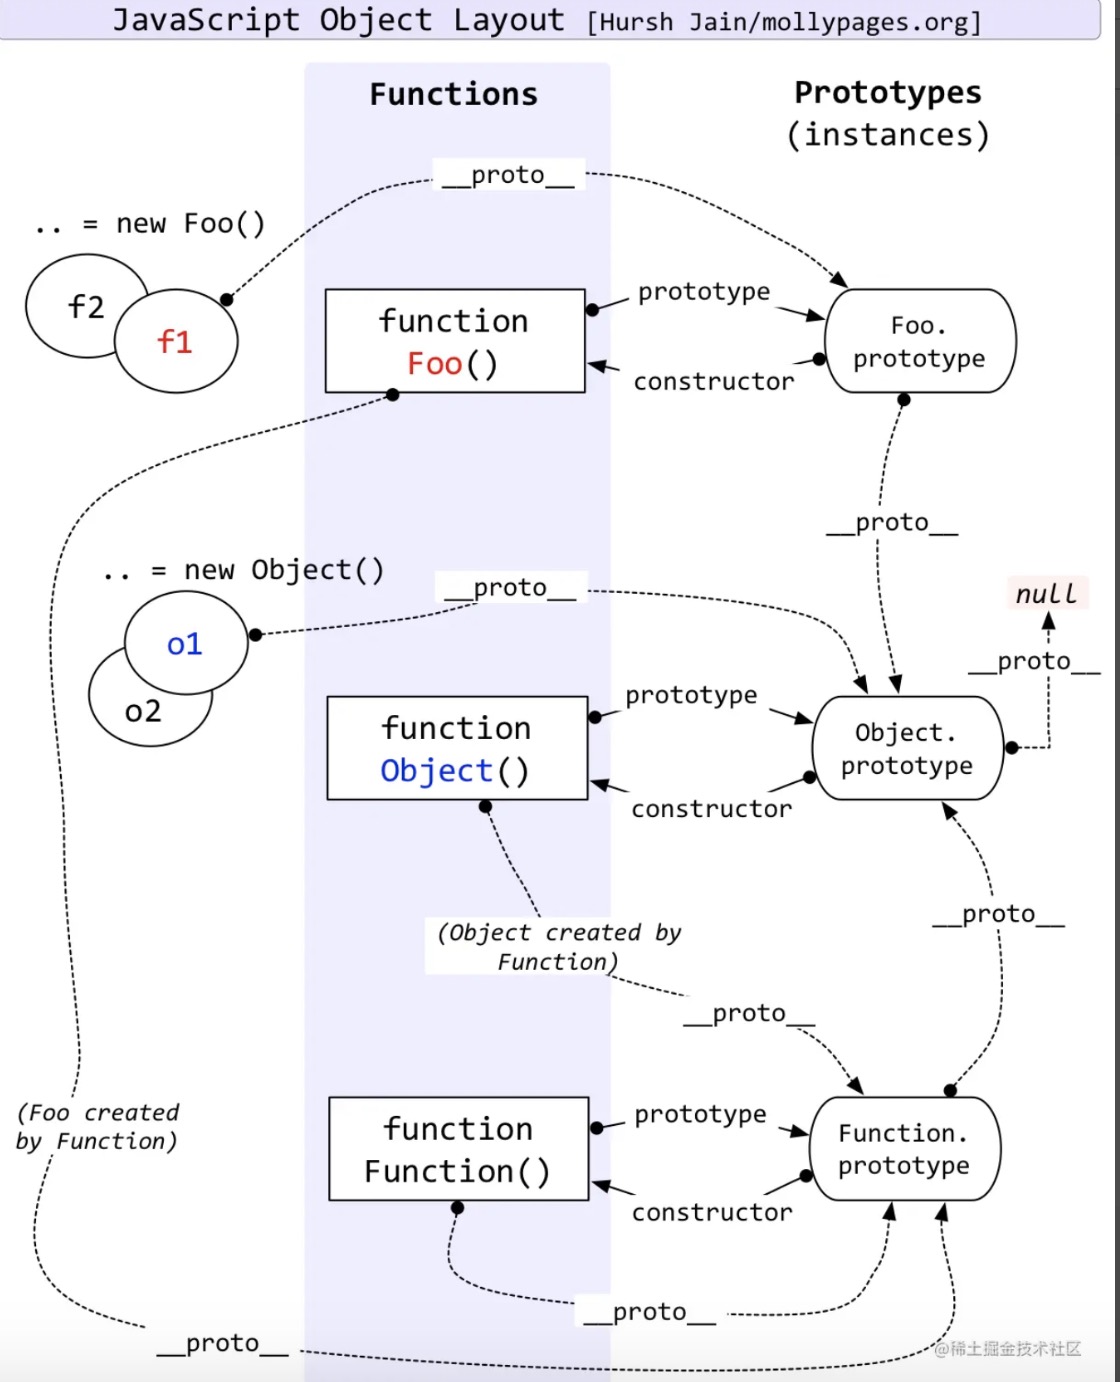 JavaScript Object Layout [Hursh Jain/mollypages.org]
Functions
Prototypes
(instances)
__proto__
.. = new Foo()
f2
f1
function
Foo()
prototype
constructor
Foo.
prototype
__proto__
.. = new Object()
__proto__
null
__proto__
o1
o2
function
Object()
prototype
constructor
Object.
prototype
__proto__
(Object created by
Function)
__proto__
(Foo created
by Function)
function
Function()
prototype
constructor
Function.
prototype
__proto__
__proto__
@稀土掘金技术社区